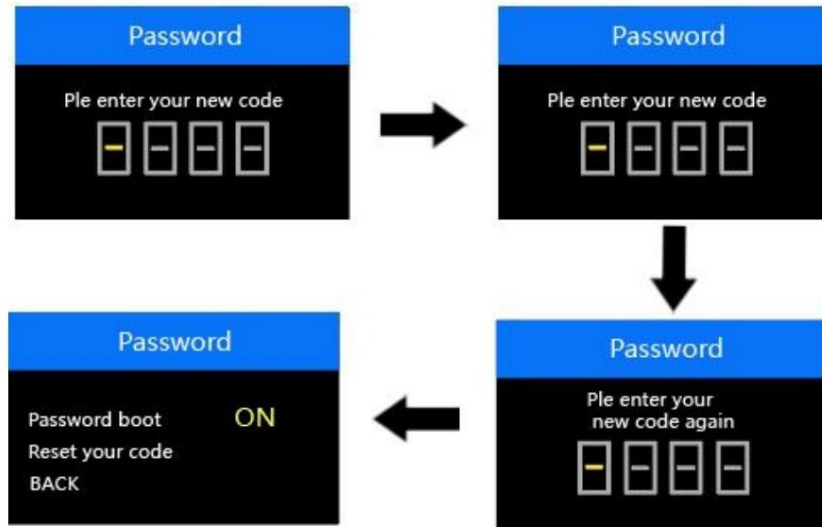 Password
Ple enter your new code
Password
Ple enter your new code
Password
Ple enter your
new code again
Password
Password boot ON
Reset your code
BACK